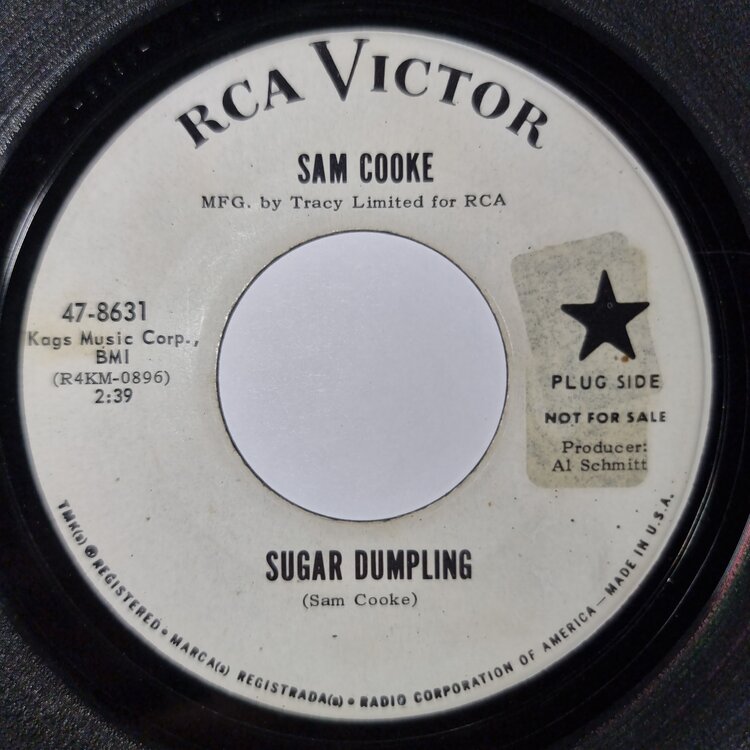 RCA VICTOR
SAM COOKE
MFG. by Tracy Limited for RCA
47-8631
Kags Music Corp.,
BMI
(R4KM-0896)
2:39
PLUG SIDE
NOT FOR SALE
Producer:
Al Schmitt
SUGAR DUMPLING
(Sam Cooke)
TMK(s) ® REGISTERED • MARCA(s) REGISTRADA(s) • RADIO CORPORATION OF AMERICA — MADE IN U.S.A.